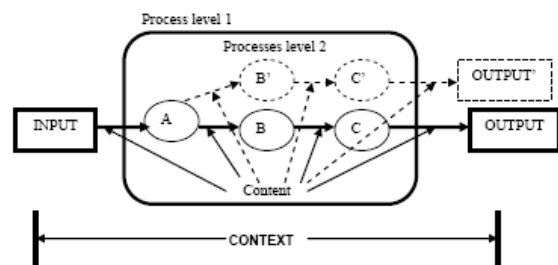 Process level 1
Processes level 2
B' C' OUTPUT'
INPUT A B C OUTPUT
Content
CONTEXT